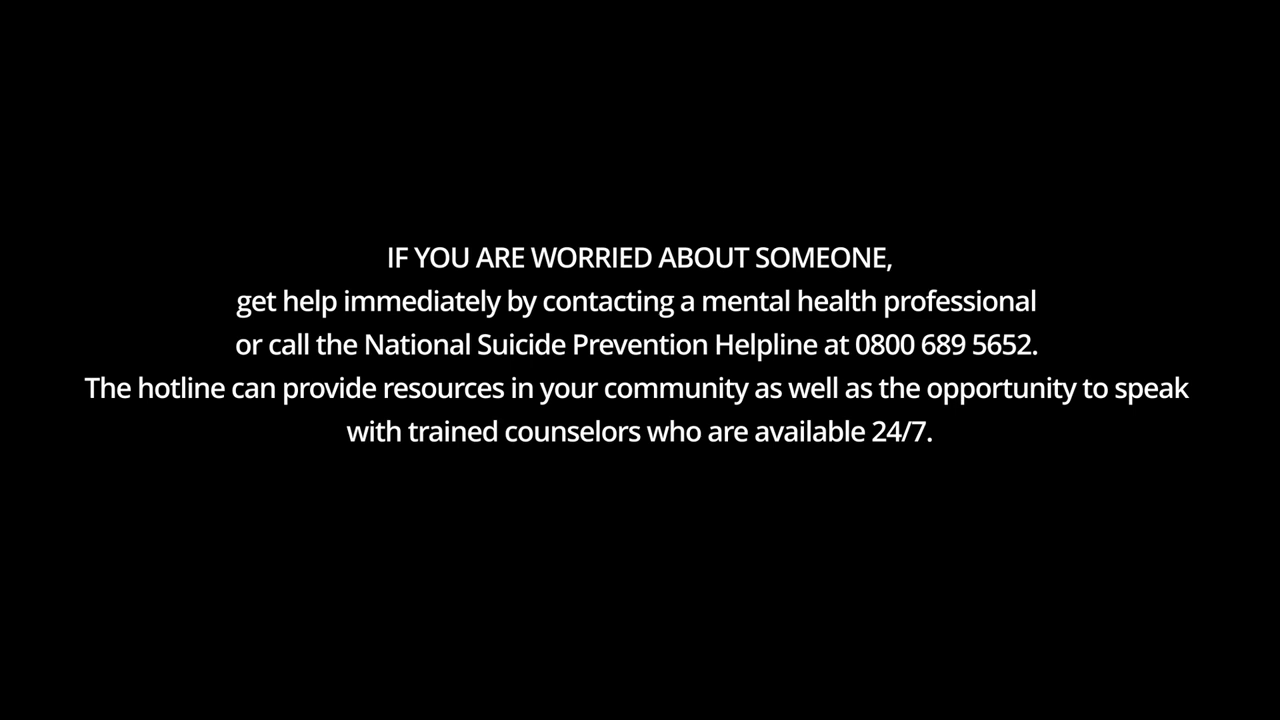 IF YOU ARE WORRIED ABOUT SOMEONE,
get help immediately by contacting a mental health professional
or call the National Suicide Prevention Helpline at 0800 689 5652.
The hotline can provide resources in your community as well as the opportunity to speak
with trained counselors who are available 24/7.